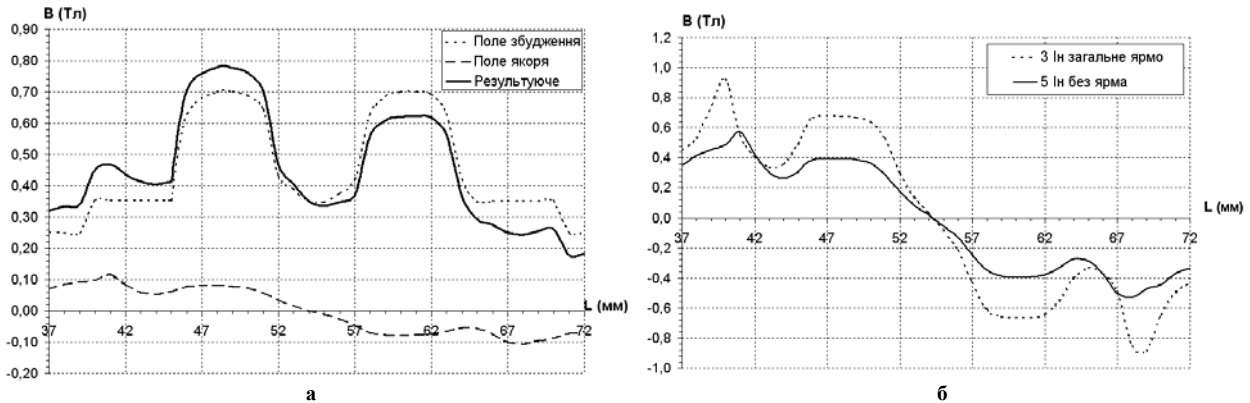 В (Тл)
0,90
0,80
0,70
0,60
0,50
0,40
0,30
0,20
0,10
0,00
-0,10
-0,20
37 42 47 52 57 62 67 72
L (мм)
Поле збудження
Поле якоря
Результуюче
а
В (Тл)
1,2
1,0
0,8
0,6
0,4
0,2
0,0
-0,2
-0,4
-0,6
-0,8
-1,0
37 42 47 52 57 62 67 72
L (мм)
3 Ін загальне ярмо
5 Ін без ярма
б